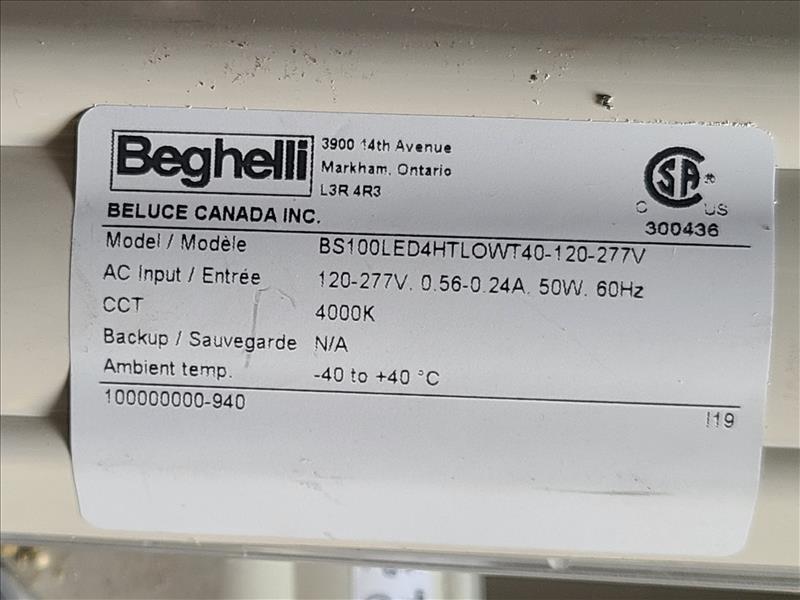 Beghelli
3900 14th Avenue
Markham, Ontario
L3R 4R3
BELUCE CANADA INC.
CSA ®
C US
300436
Model / Modèle BS100LED4HTLOWT40-120-277V
AC Input / Entrée 120-277V. 0.56-0.24A. 50W. 60Hz
CCT 4000K
Backup / Sauvegarde N/A
Ambient temp. -40 to +40 °C
100000000-940
I19